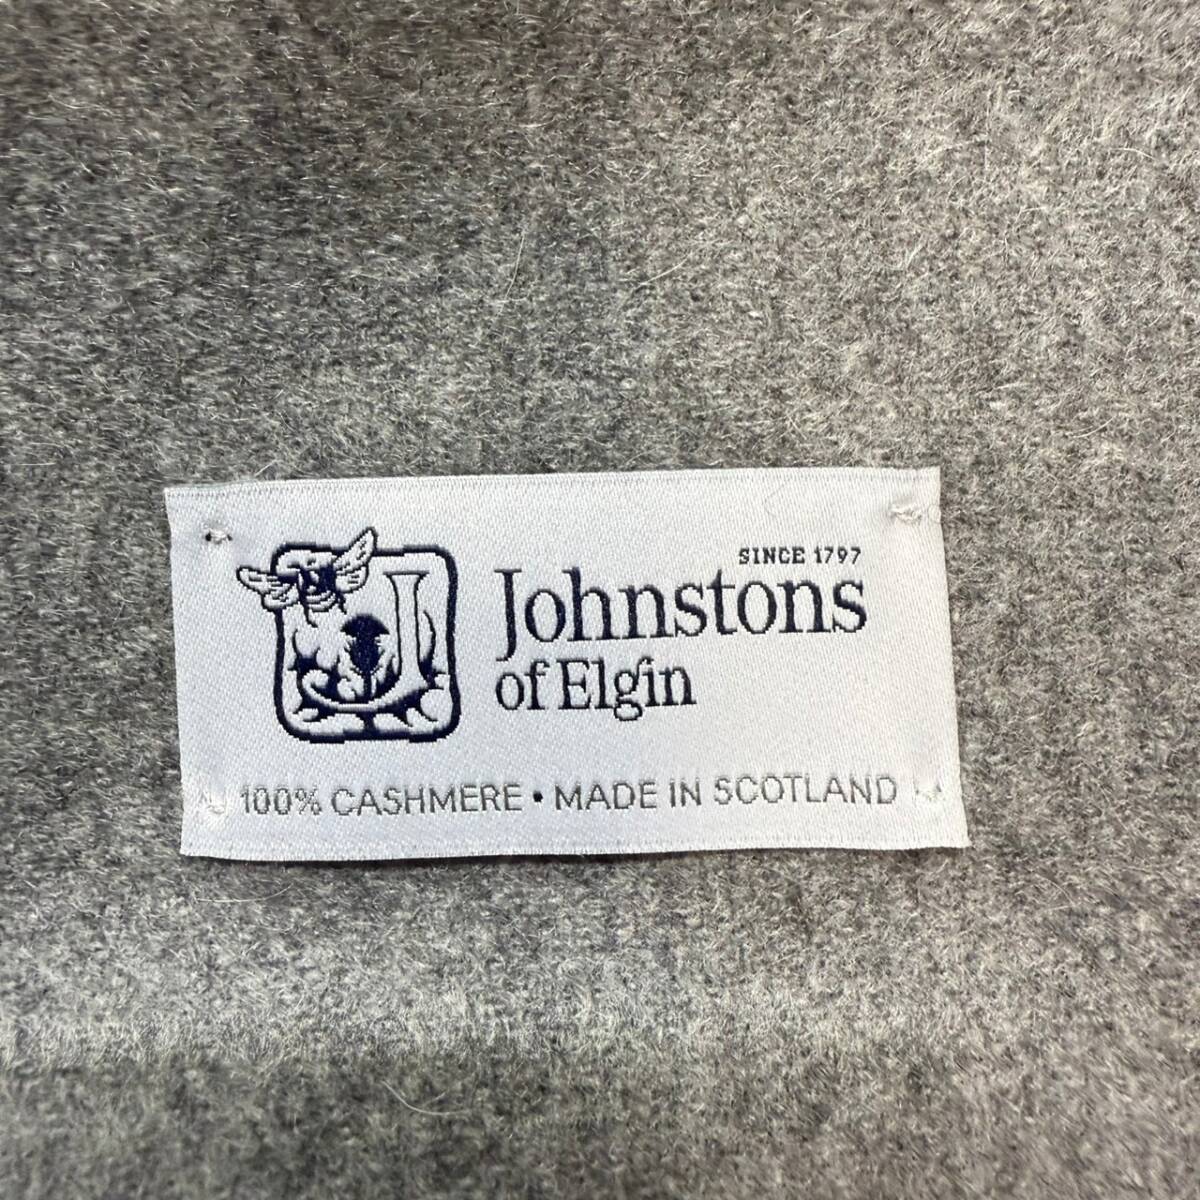 SINCE 1797
Johnstons
of Elgin
100% CASHMERE • MADE IN SCOTLAND